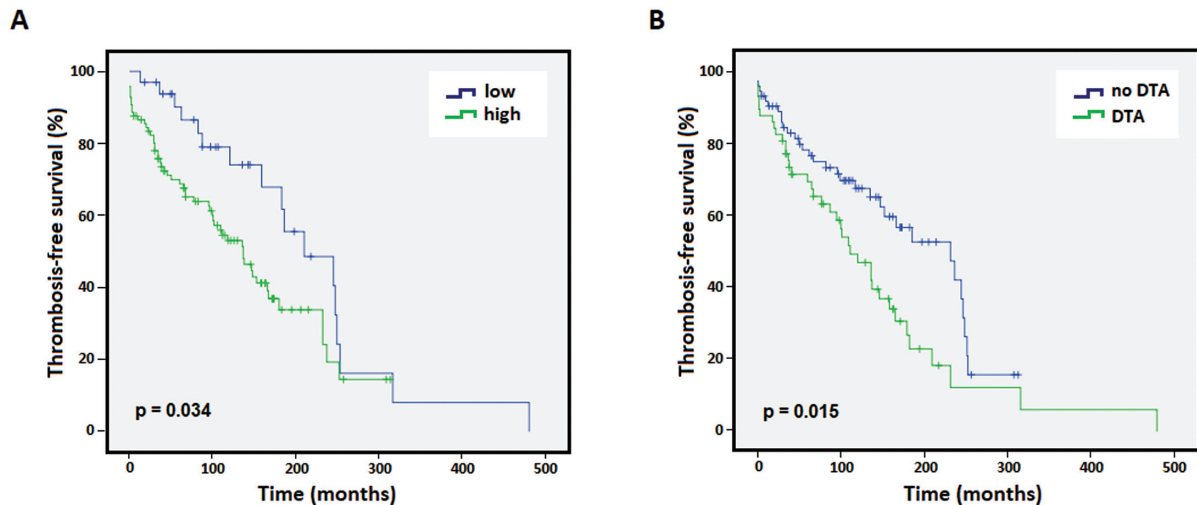 A
Thrombosis-free survival (%)
100
80
60
40
20
0
low
high
p = 0.034
0 100 200 300 400 500
Time (months)
B
Thrombosis-free survival (%)
100
80
60
40
20
0
no DTA
DTA
p = 0.015
0 100 200 300 400 500
Time (months)